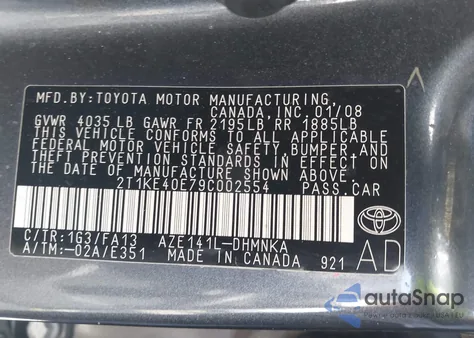 MFD.BY:TOYOTA MOTOR MANUFACTURING,
CANADA, INC. 01/08
GVWR 4035 LB GAWR FR 2195LB RR 1885LB
THIS VEHICLE CONFORMS TO ALL APPLICABLE
FEDERAL MOTOR VEHICLE SAFETY, BUMPER, AND
THEFT PREVENTION STANDARDS IN EFFECT ON
THE DATE OF MANUFACTURE SHOWN ABOVE.
2T1KE40E79C002554 PASS.CAR
C/TR:1G3/FA13 AZE141L-DHMNKA
A/TM:-02A/E351 MADE IN CANADA 921
AD
TOYOTA
autoSnap